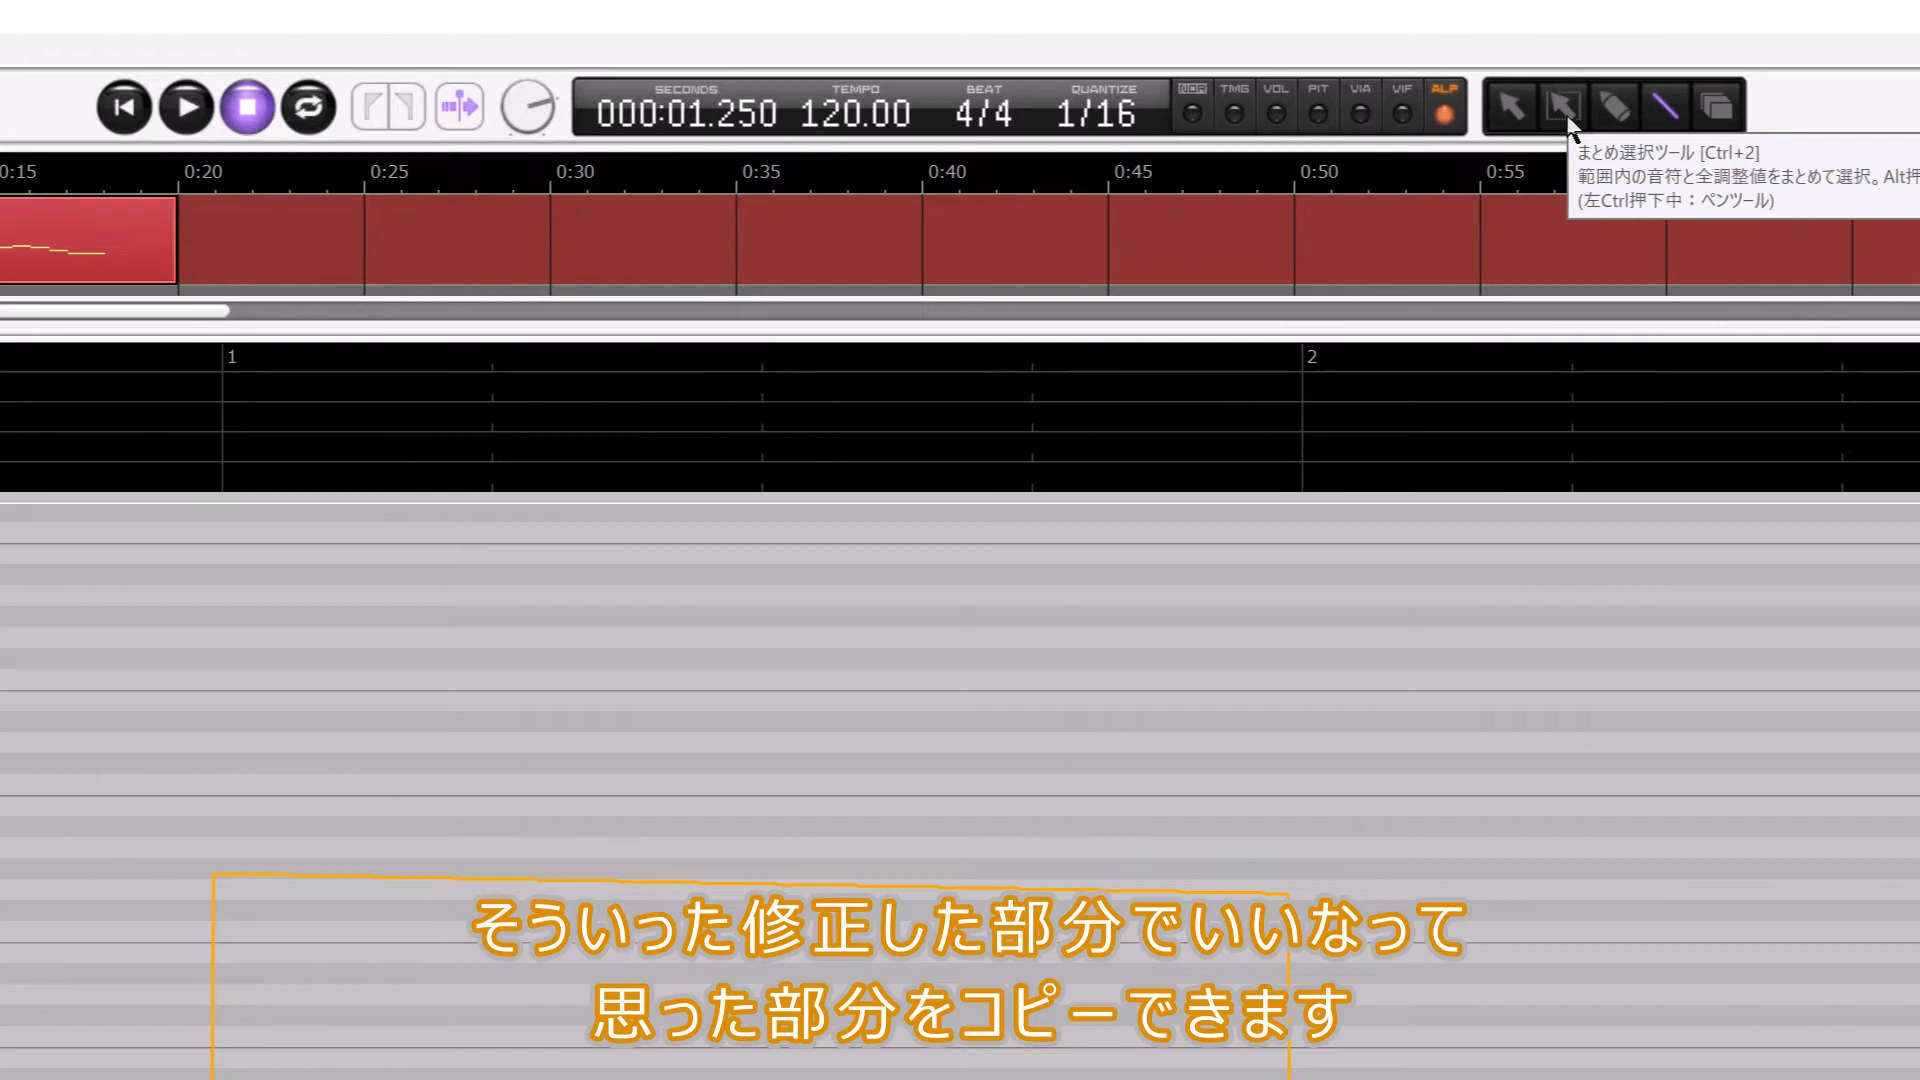 SECONDS TEMPO BEAT QUANTIZE NOR TMG VOL PIT VIA VIF ALP
000:01.250 120.00 4/4 1/16
まとめ選択ツール [Ctrl+2]
範囲内の音符と全調整値をまとめて選択。Alt押
(左Ctrl押下中：ペンツール)
0:15 0:20 0:25 0:30 0:35 0:40 0:45 0:50 0:55
1 2
そういった修正した部分でいいなって
思った部分をコピーできます